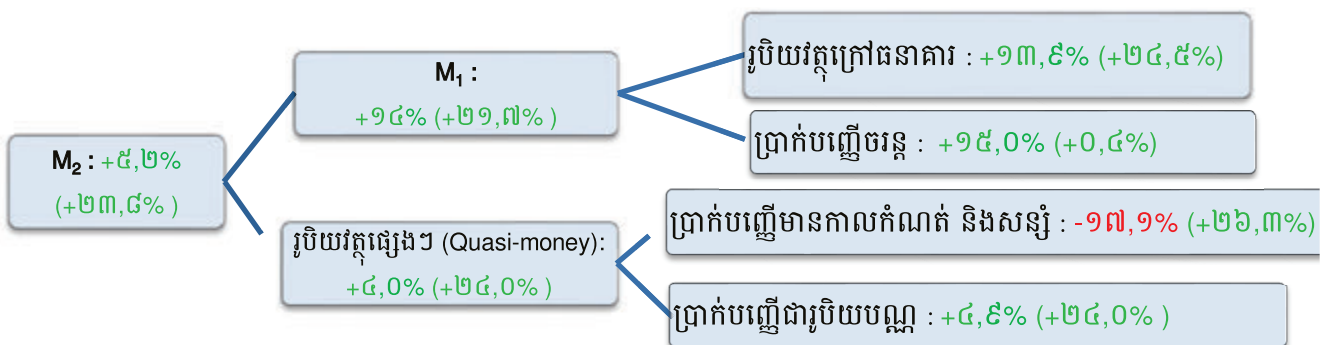 M₂ : +៥,២%
(+២៣,៨% )
M₁ :
+១៤% (+២១,៧% )
រូបិយវត្ថុផ្សេងៗ (Quasi-money):
+៤,០% (+២៤,០% )
រូបិយវត្ថុក្រៅធនាគារ : +១៣,៩% (+២៤,៥%)
ប្រាក់បញ្ញើចរន្ត : +១៥,០% (+០,៤%)
ប្រាក់បញ្ញើមានកាលកំណត់ និងសន្សំ : -១៧,១% (+២៦,៣%)
ប្រាក់បញ្ញើជារូបិយបណ្ណ : +៤,៩% (+២៤,០% )